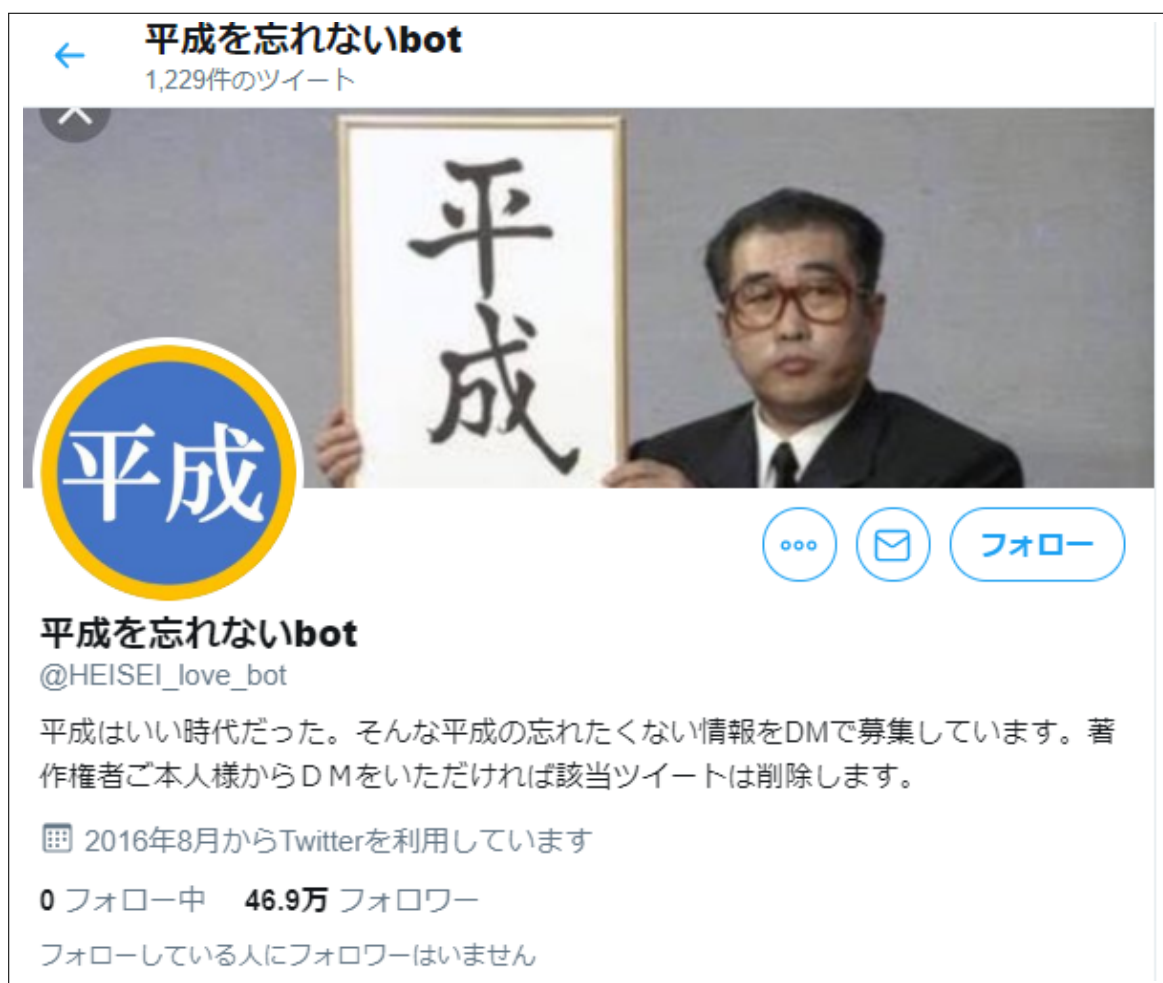 平成を忘れないbot
1,229件のツイート
平成
平成
フォロー
平成を忘れないbot
@HEISEI_love_bot
平成はいい時代だった。そんな平成の忘れたくない情報をDMで募集しています。著
作権者ご本人様からＤＭをいただければ該当ツイートは削除します。
2016年8月からTwitterを利用しています
0 フォロー中 46.9万 フォロワー
フォローしている人にフォロワーはいません